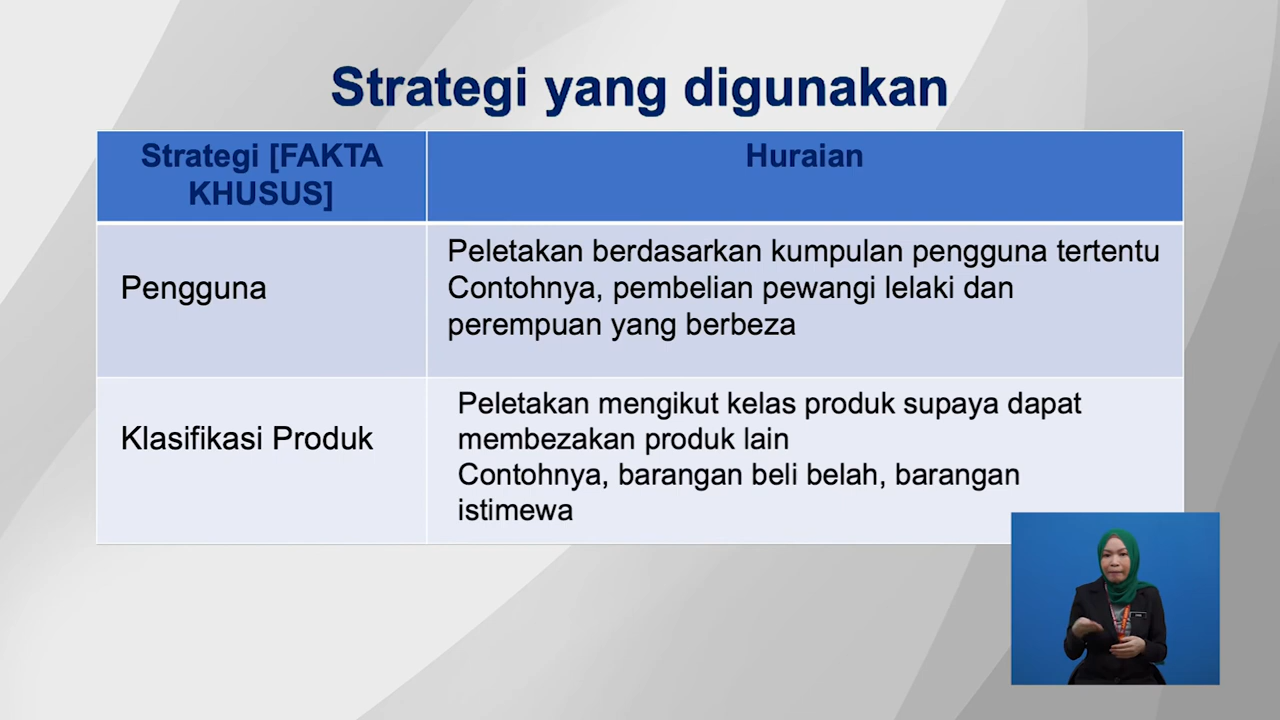 Strategi yang digunakan
Strategi [FAKTA
KHUSUS]
Huraian
Pengguna
Peletakan berdasarkan kumpulan pengguna tertentu
Contohnya, pembelian pewangi lelaki dan
perempuan yang berbeza
Klasifikasi Produk
Peletakan mengikut kelas produk supaya dapat
membezakan produk lain
Contohnya, barangan beli belah, barangan
istimewa